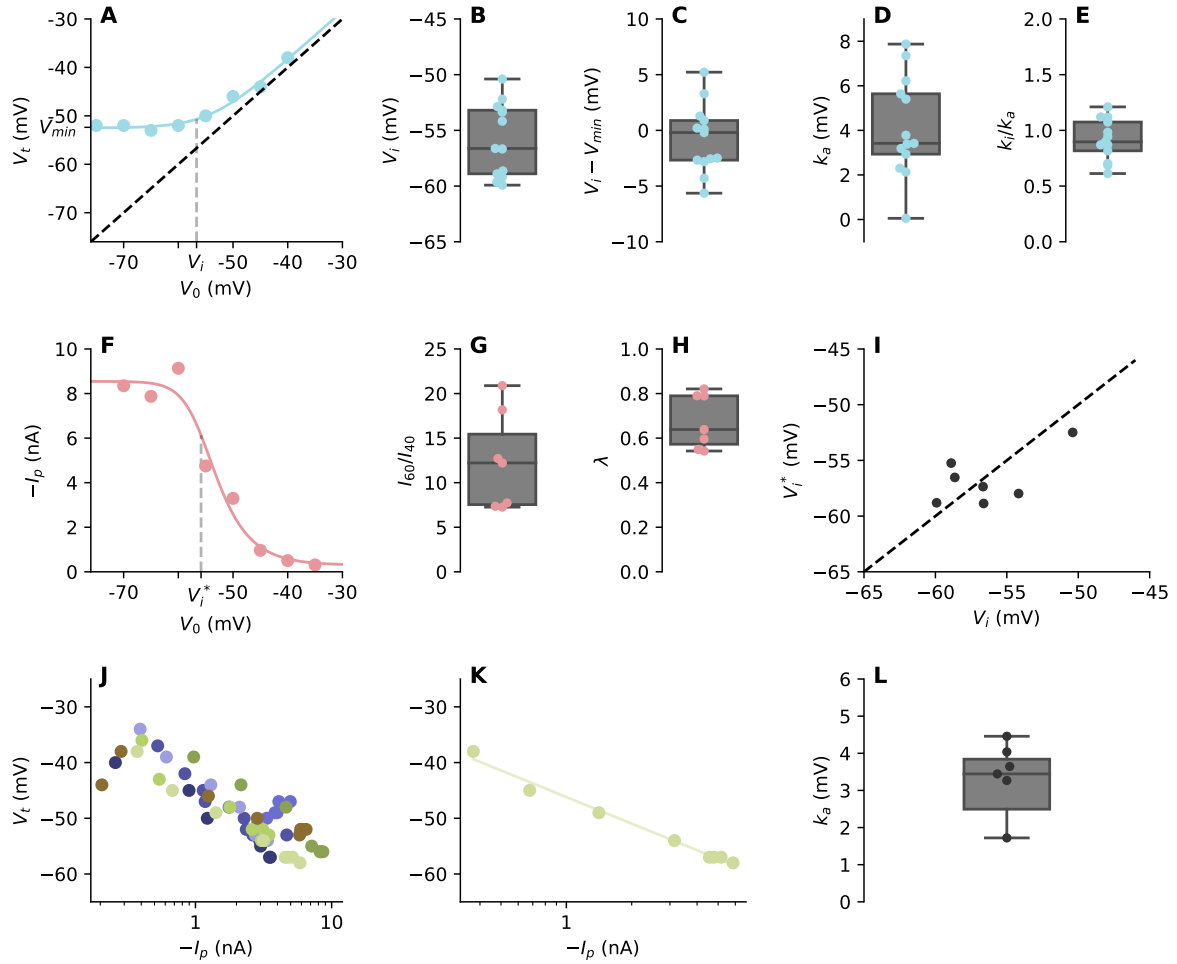 A
-30
-40
-50
-60
-70
V_min
V_t (mV)
-70
V_i
-50
-40
-30
V_0 (mV)
B
−45
−50
−55
−60
−65
V_i (mV)
C
10
5
0
−5
−10
V_i − V_min (mV)
D
8
6
4
2
0
k_a (mV)
E
2.0
1.5
1.0
0.5
0.0
k_i/k_a
F
10
8
6
4
2
0
−I_p (nA)
-70
V_i^*
-50
-40
-30
V_0 (mV)
G
25
20
15
10
5
0
I_60/I_40
H
1.0
0.8
0.6
0.4
0.2
0.0
λ
I
−45
−50
−55
−60
−65
V_i^* (mV)
−65
−60
−55
−50
−45
V_i (mV)
J
−30
−40
−50
−60
V_t (mV)
1
10
−I_p (nA)
K
−30
−40
−50
−60
1
−I_p (nA)
L
6
5
4
3
2
1
0
k_a (mV)